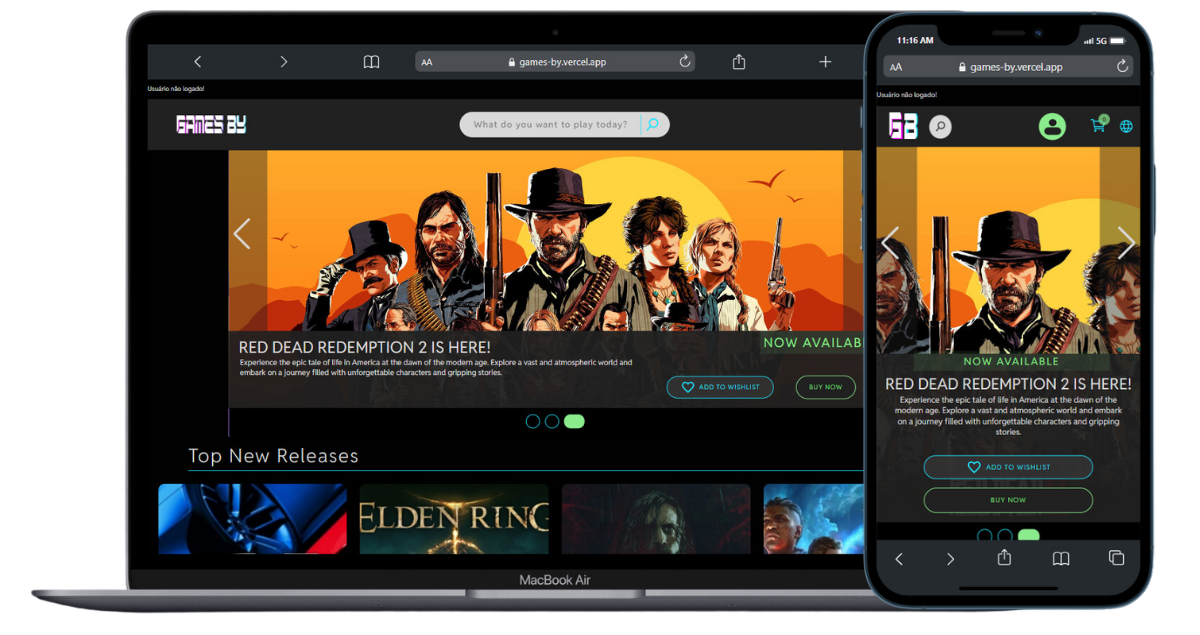 AA
games-by.vercel.app
Usuário não logado!
GAMES BY
What do you want to play today?
NOW AVAILAB
RED DEAD REDEMPTION 2 IS HERE!
Experience the epic tale of life in America at the dawn of the modern age. Explore a vast and atmospheric world and
embark on a journey filled with unforgettable characters and gripping stories.
ADD TO WISHLIST
BUY NOW
Top New Releases
ELDEN RING
MacBook Air
11:16 AM
5G
AA
games-by.vercel.app
Usuário não logado!
GB
NOW AVAILABLE
RED DEAD REDEMPTION 2 IS HERE!
Experience the epic tale of life in America at the dawn of the
modern age. Explore a vast and atmospheric world and embark
on a journey filled with unforgettable characters and gripping
stories.
ADD TO WISHLIST
BUY NOW